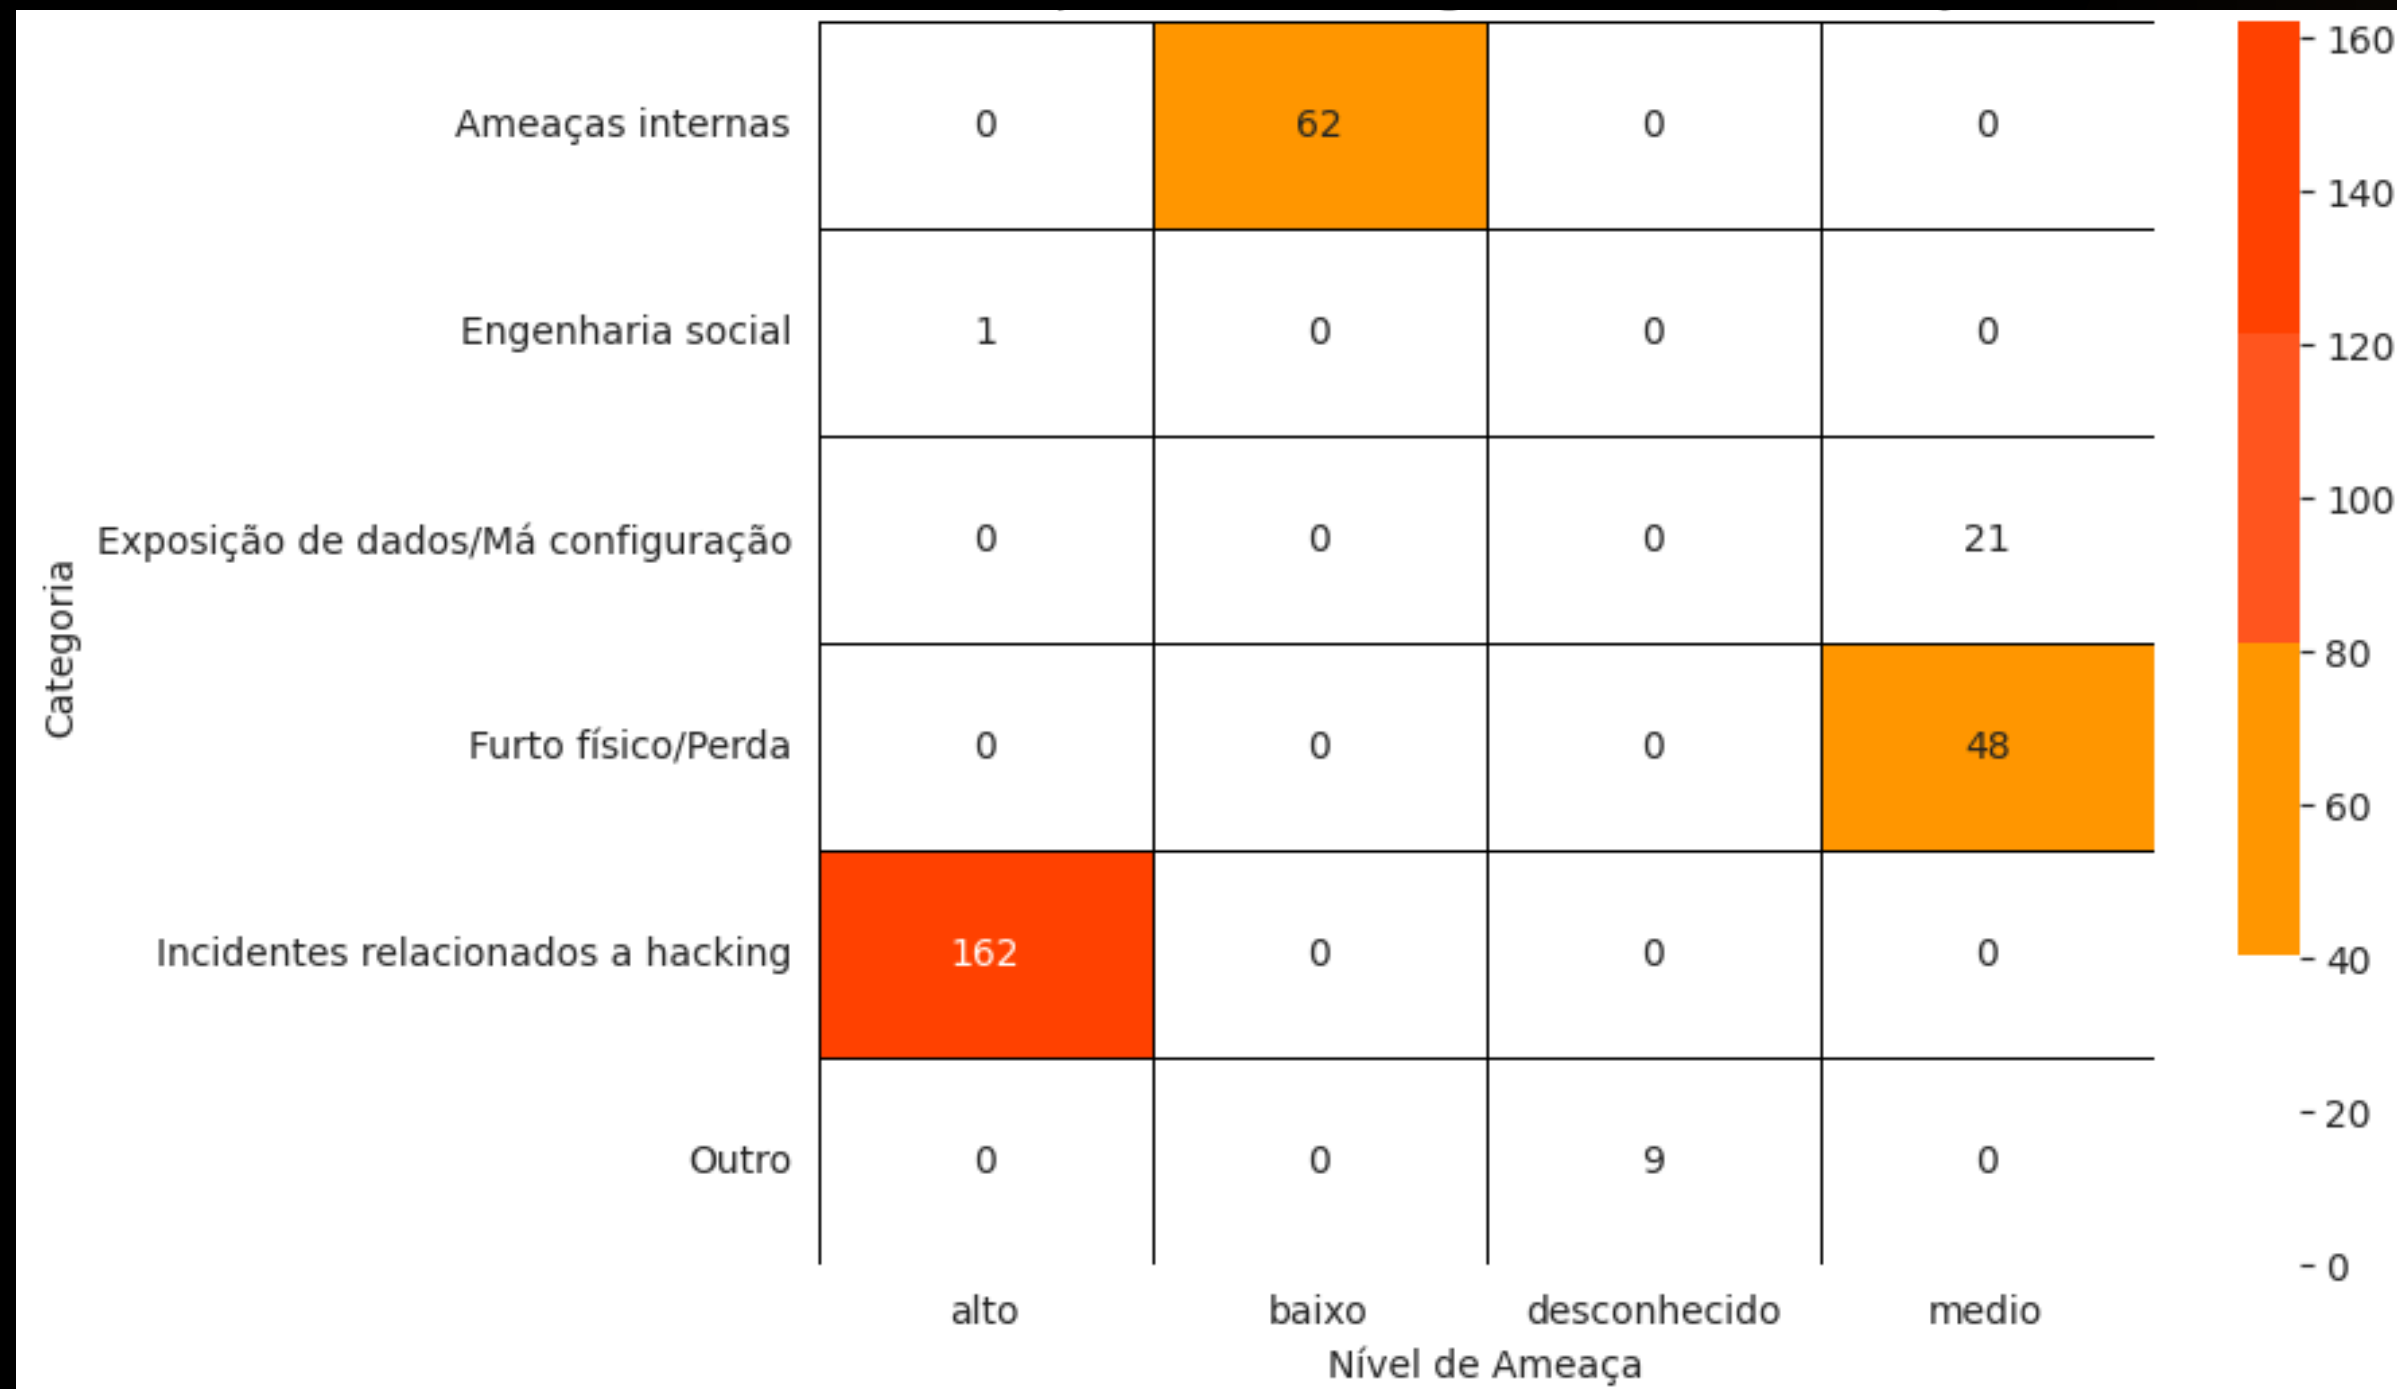 Ameaças internas 0 62 0 0
Engenharia social 1 0 0 0
Exposição de dados/Má configuração 0 0 0 21
Furto físico/Perda 0 0 0 48
Incidentes relacionados a hacking 162 0 0 0
Outro 0 0 9 0
alto baixo desconhecido medio
Nível de Ameaça
Categoria
160
140
120
100
80
60
40
20
0